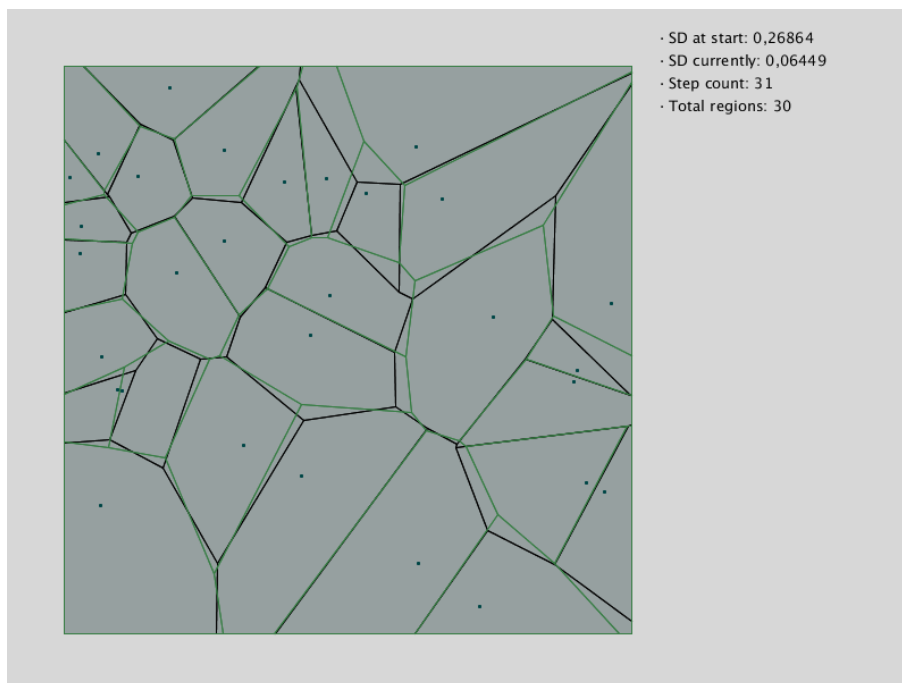 · SD at start: 0,26864
· SD currently: 0,06449
· Step count: 31
· Total regions: 30